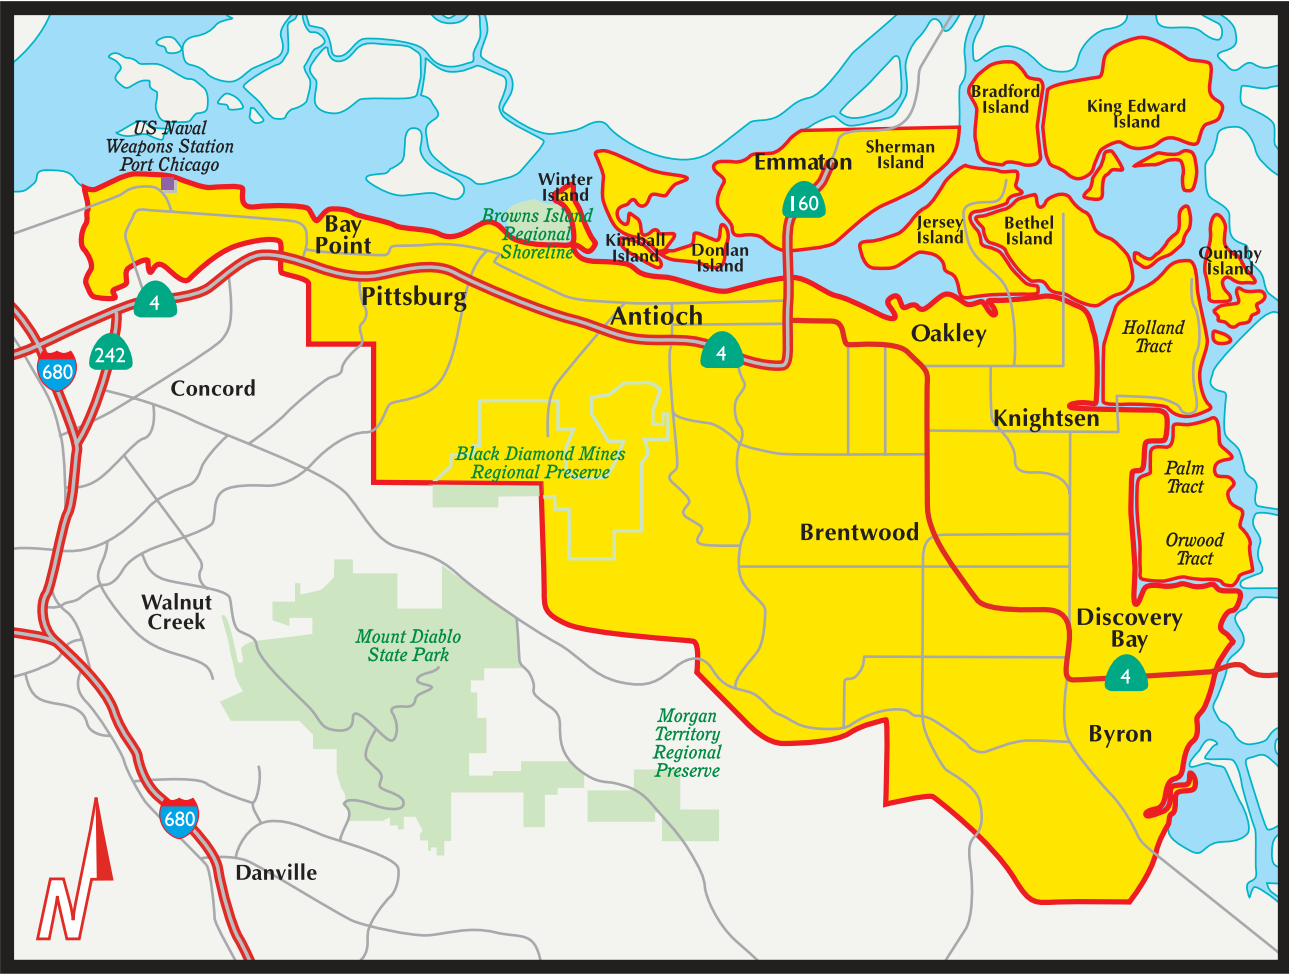 US Naval
Weapons Station
Port Chicago
Bradford
Island
King Edward
Island
Emmaton
Sherman
Island
Winter
Island
160
Browns Island
Regional
Shoreline
Bay
Point
Kimball
Island
Donlan
Island
Jersey
Island
Bethel
Island
Quimby
Island
4
Pittsburg
Antioch
Oakley
Holland
Tract
242
4
680
Concord
Knightsen
Black Diamond Mines
Regional Preserve
Palm
Tract
Brentwood
Orwood
Tract
Walnut
Creek
Mount Diablo
State Park
Discovery
Bay
4
Morgan
Territory
Regional
Preserve
Byron
680
Danville
N